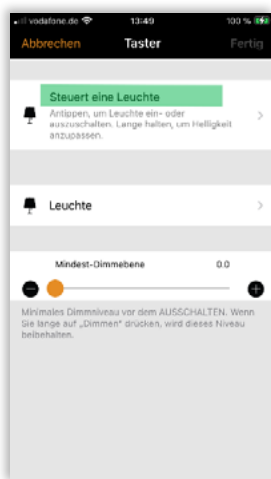 vodafone.de 13:49 100 %
Abbrechen Taster Fertig
Steuert eine Leuchte
Antippen, um Leuchte ein- oder
auszuschalten. Lange halten, um Helligkeit
anzupassen.
Leuchte
Mindest-Dimmebene 0.0
Minimales Dimmniveau vor dem AUSSCHALTEN. Wenn
Sie lange auf „Dimmen" drücken, wird dieses Niveau
beibehalten.